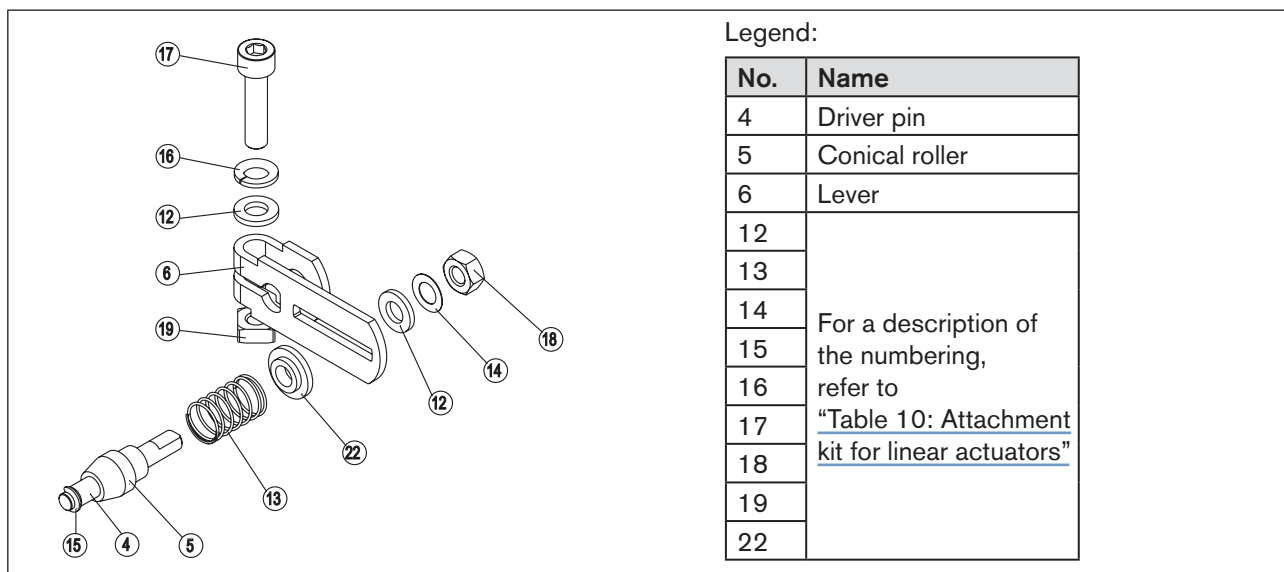 17
16
12
6
19
18
14
12
22
13
15
4
5
Legend:
No. Name
4 Driver pin
5 Conical roller
6 Lever
12
13
14
15
16
17
18
19
22
For a description of
the numbering,
refer to
“Table 10: Attachment
kit for linear actuators”